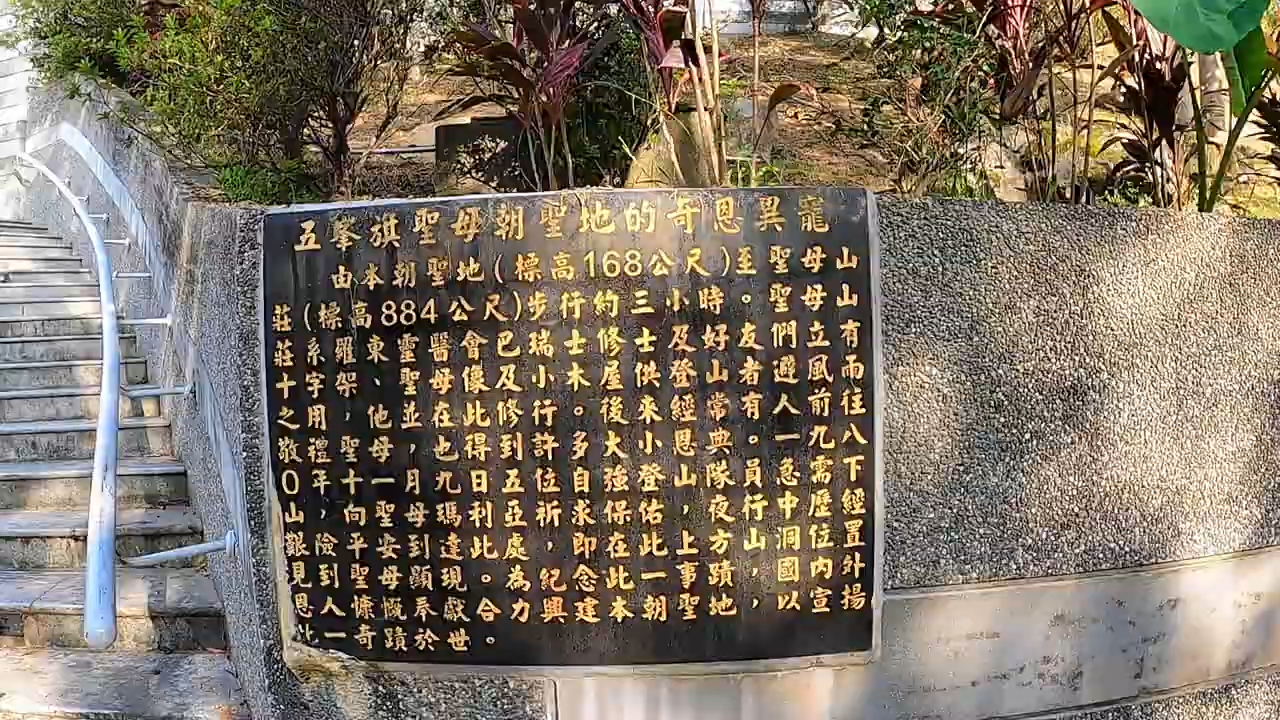 五峯旗聖母朝聖地的奇恩異寵
由本朝聖地(標高168公尺)至聖母山
莊(標高884公尺)步行約三小時。聖母山
莊系羅東靈醫會巴瑞士修士及好友們立有
十字架、聖母像及小木屋供登山者避風雨
之用，他並在此修行。後來經常有人前往
敬禮聖母，也得到許多大小恩典。一九八
0年十一月九日五位自強登山隊員急需下
山，向聖母瑪利亞祈求保佑，夜行中歷經
艱險平安到達此處，即在此上方山洞位置
見到聖母顯現。為紀念此一事蹟，國內外
恩人慷慨奉獻合力興建本朝聖地，以宣揚
此一奇蹟於世。